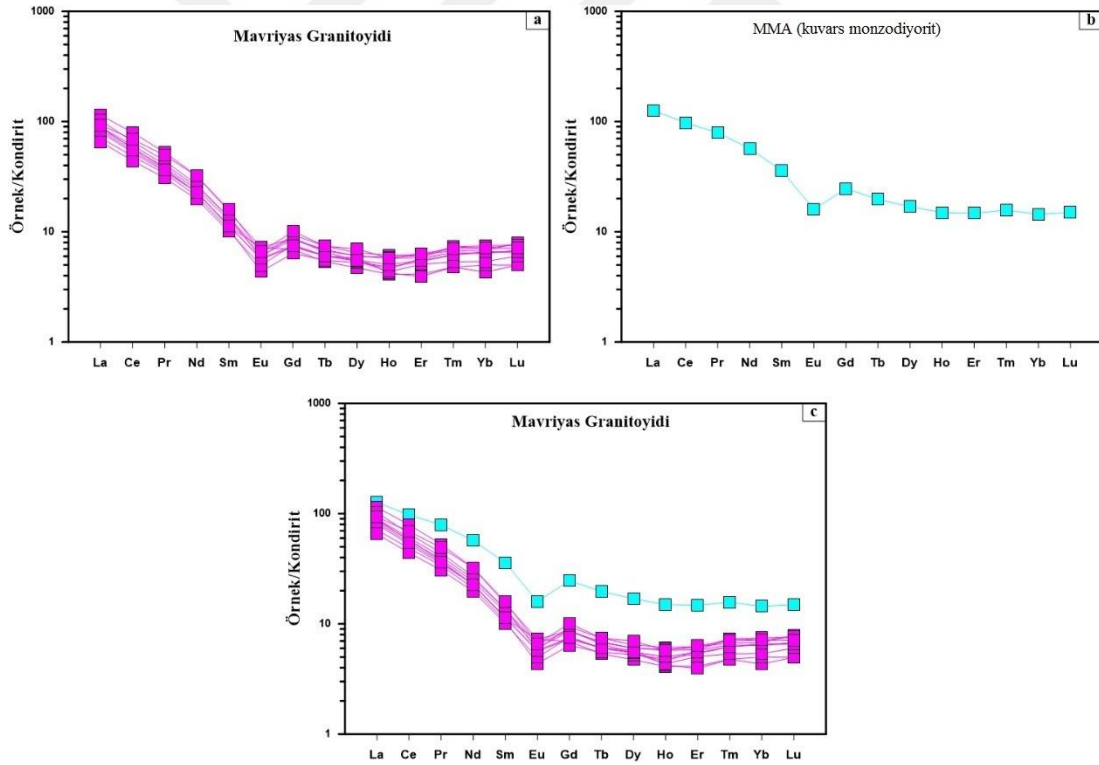 a
Mavriyas Granitoyidi
1000
100
10
1
Örnek/Kondirit
La Ce Pr Nd Sm Eu Gd Tb Dy Ho Er Tm Yb Lu
b
MMA (kuvars monzodiyorit)
1000
100
10
1
Örnek/Kondirit
La Ce Pr Nd Sm Eu Gd Tb Dy Ho Er Tm Yb Lu
c
Mavriyas Granitoyidi
1000
100
10
1
Örnek/Kondirit
La Ce Pr Nd Sm Eu Gd Tb Dy Ho Er Tm Yb Lu